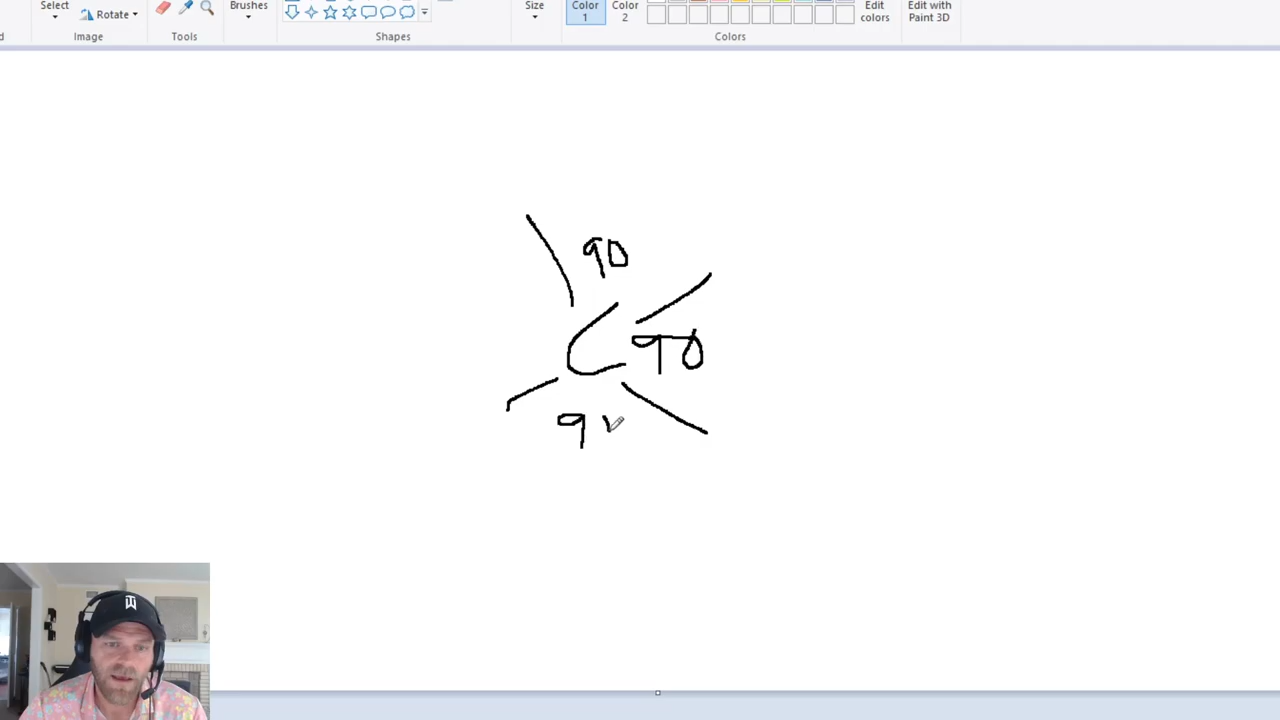 Select
Rotate
Image
Tools
Brushes
Shapes
Size
Color 1
Color 2
Edit colors
Edit with Paint 3D
Colors
90
C
90
9